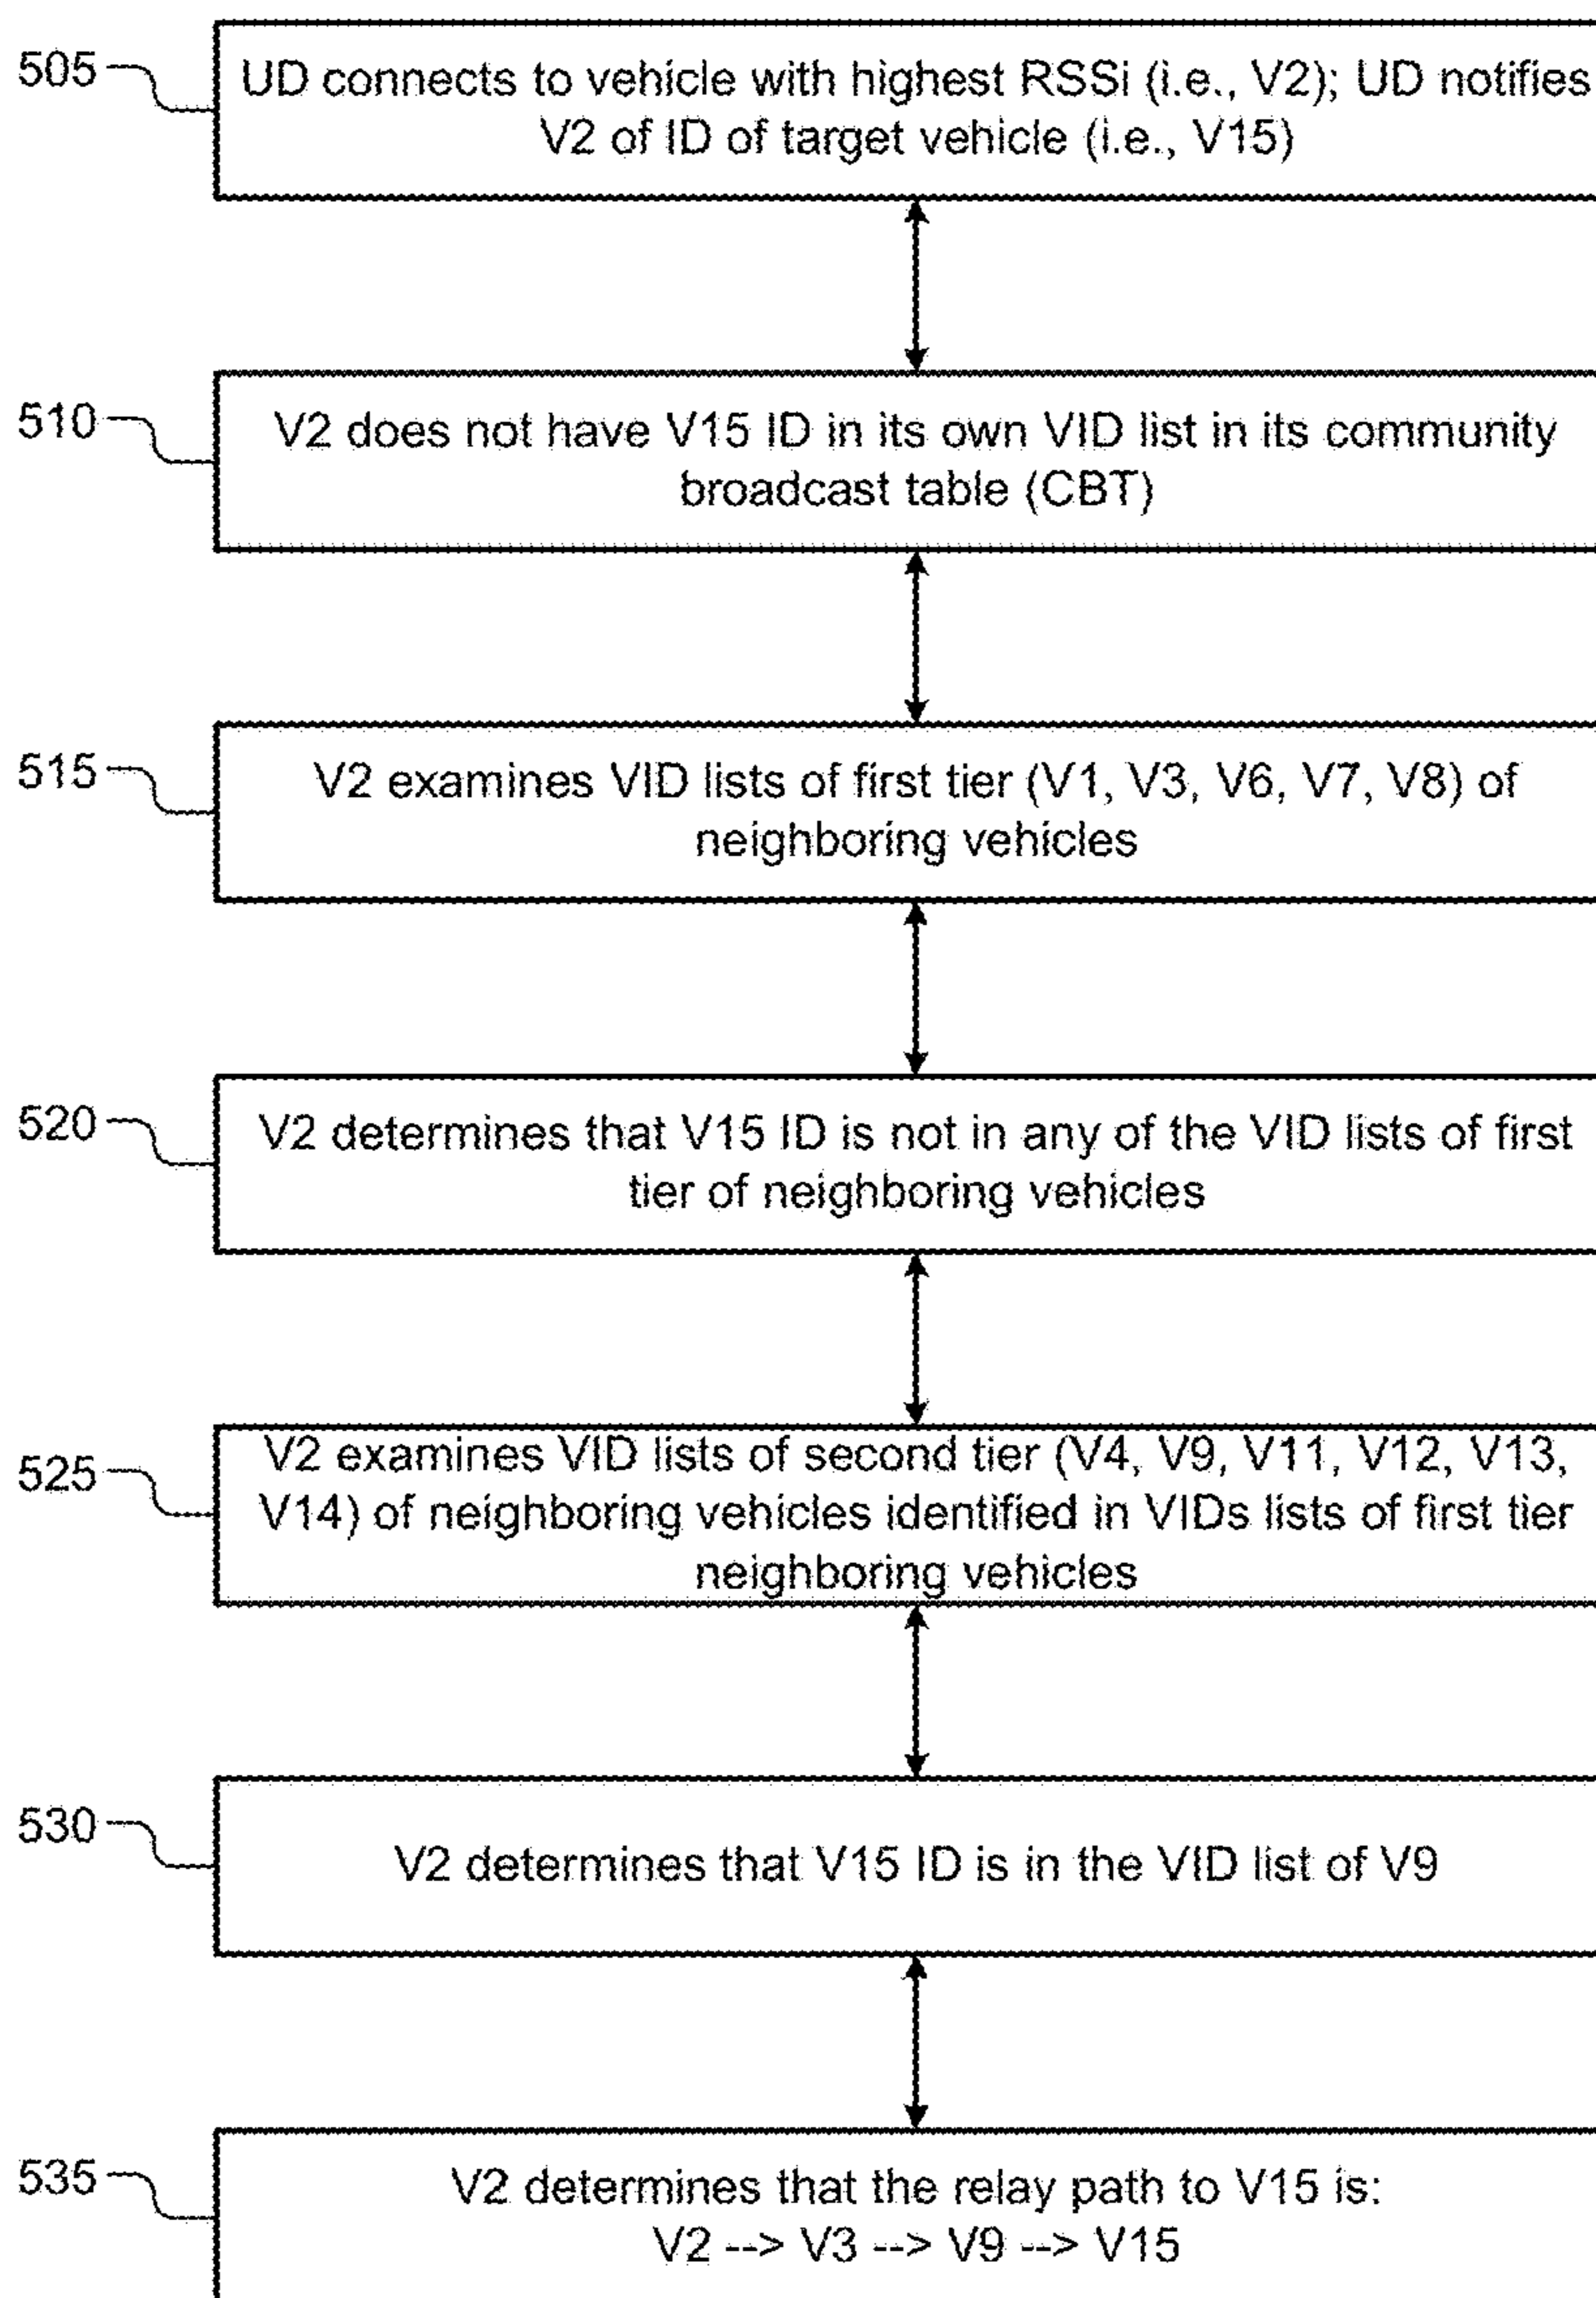 505
UD connects to vehicle with highest RSSi (i.e., V2); UD notifies
V2 of ID of target vehicle (i.e., V15)
510
V2 does not have V15 ID in its own VID list in its community
broadcast table (CBT)
515
V2 examines VID lists of first tier (V1, V3, V6, V7, V8) of
neighboring vehicles
520
V2 determines that V15 ID is not in any of the VID lists of first
tier of neighboring vehicles
525
V2 examines VID lists of second tier (V4, V9, V11, V12, V13,
V14) of neighboring vehicles identified in VIDs lists of first tier
neighboring vehicles
530
V2 determines that V15 ID is in the VID list of V9
535
V2 determines that the relay path to V15 is:
V2 --> V3 --> V9 --> V15